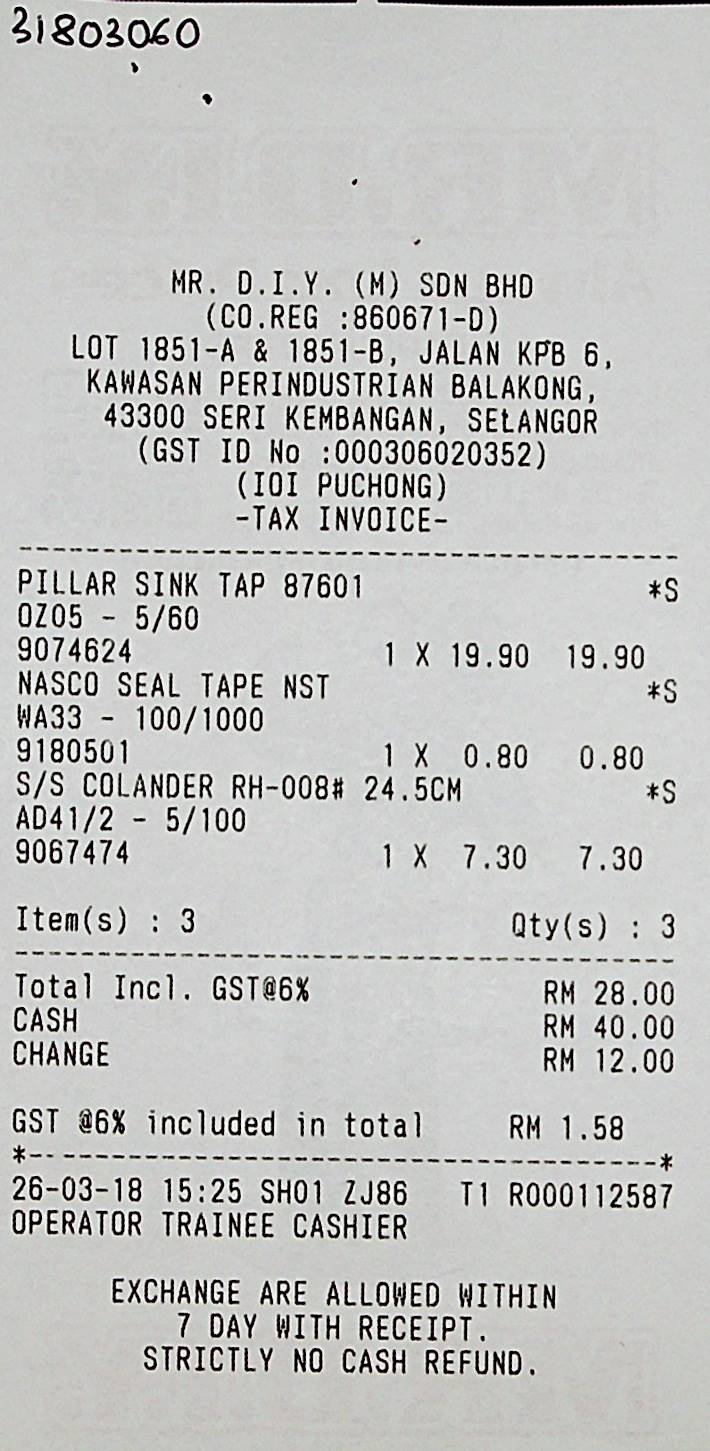 31803060
MR. D.I.Y. (M) SDN BHD
(CO.REG :860671-D)
LOT 1851-A & 1851-B, JALAN KPB 6,
KAWASAN PERINDUSTRIAN BALAKONG,
43300 SERI KEMBANGAN, SELANGOR
(GST ID No :000306020352)
(IOI PUCHONG)
-TAX INVOICE-
PILLAR SINK TAP 87601 *S
OZ05 - 5/60
9074624 1 X 19.90 19.90
NASCO SEAL TAPE NST *S
WA33 - 100/1000
9180501 1 X 0.80 0.80
S/S COLANDER RH-008# 24.5CM *S
AD41/2 - 5/100
9067474 1 X 7.30 7.30
Item(s) : 3 Qty(s) : 3
Total Incl. GST@6% RM 28.00
CASH RM 40.00
CHANGE RM 12.00
GST @6% included in total RM 1.58
26-03-18 15:25 SH01 ZJ86 T1 R000112587
OPERATOR TRAINEE CASHIER
EXCHANGE ARE ALLOWED WITHIN
7 DAY WITH RECEIPT.
STRICTLY NO CASH REFUND.